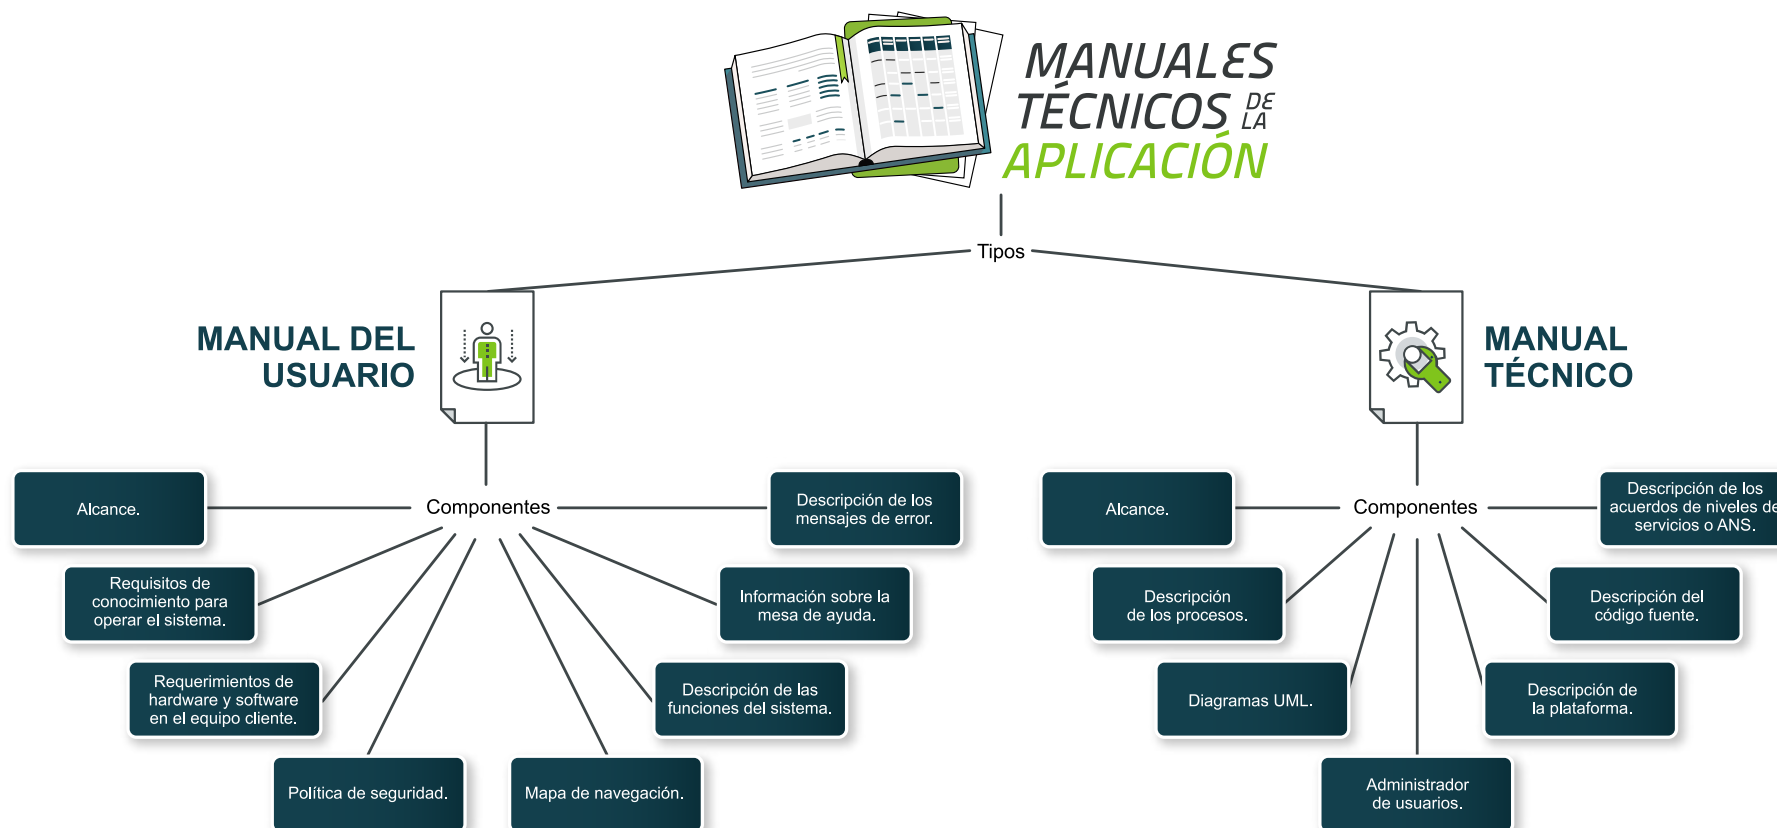 MANUALES
TÉCNICOS DE LA
APLICACIÓN
Tipos
MANUAL DEL
USUARIO
Componentes
Alcance.
Requisitos de
conocimiento para
operar el sistema.
Requerimientos de
hardware y software
en el equipo cliente.
Política de seguridad.
Mapa de navegación.
Descripción de las
funciones del sistema.
Información sobre la
mesa de ayuda.
Descripción de los
mensajes de error.
MANUAL
TÉCNICO
Componentes
Alcance.
Descripción
de los procesos.
Diagramas UML.
Administrador
de usuarios.
Descripción de
la plataforma.
Descripción del
código fuente.
Descripción de los
acuerdos de niveles de
servicios o ANS.